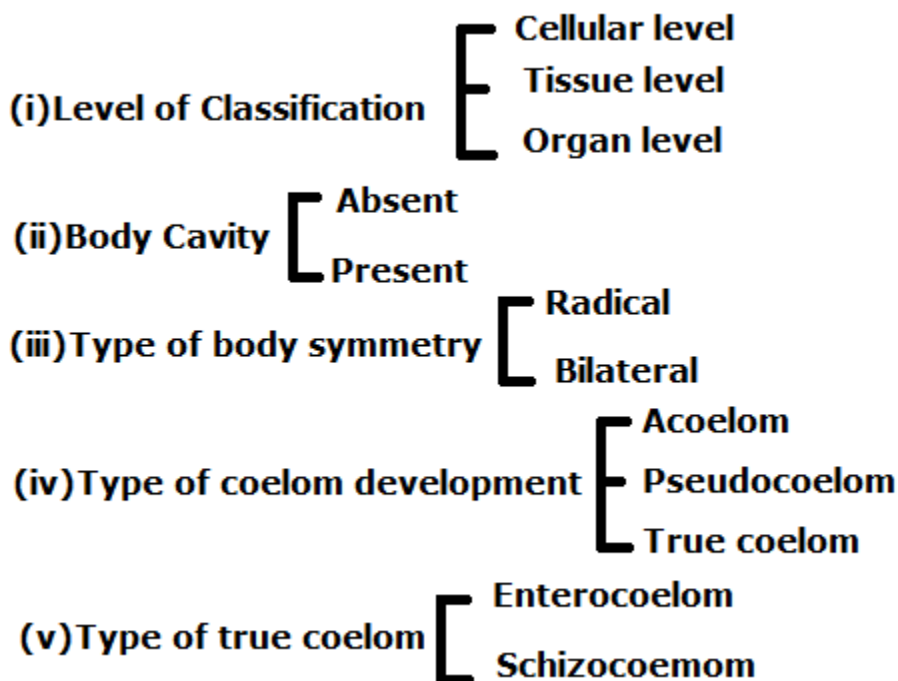 Cellular level
Tissue level
(i)Level of Classification
Organ level
Absent
(ii)Body Cavity
Present
Radical
(iii)Type of body symmetry
Bilateral
Acoelom
(iv)Type of coelom development
Pseudocoelom
True coelom
Enterocoelom
(v)Type of true coelom
Schizocoemom